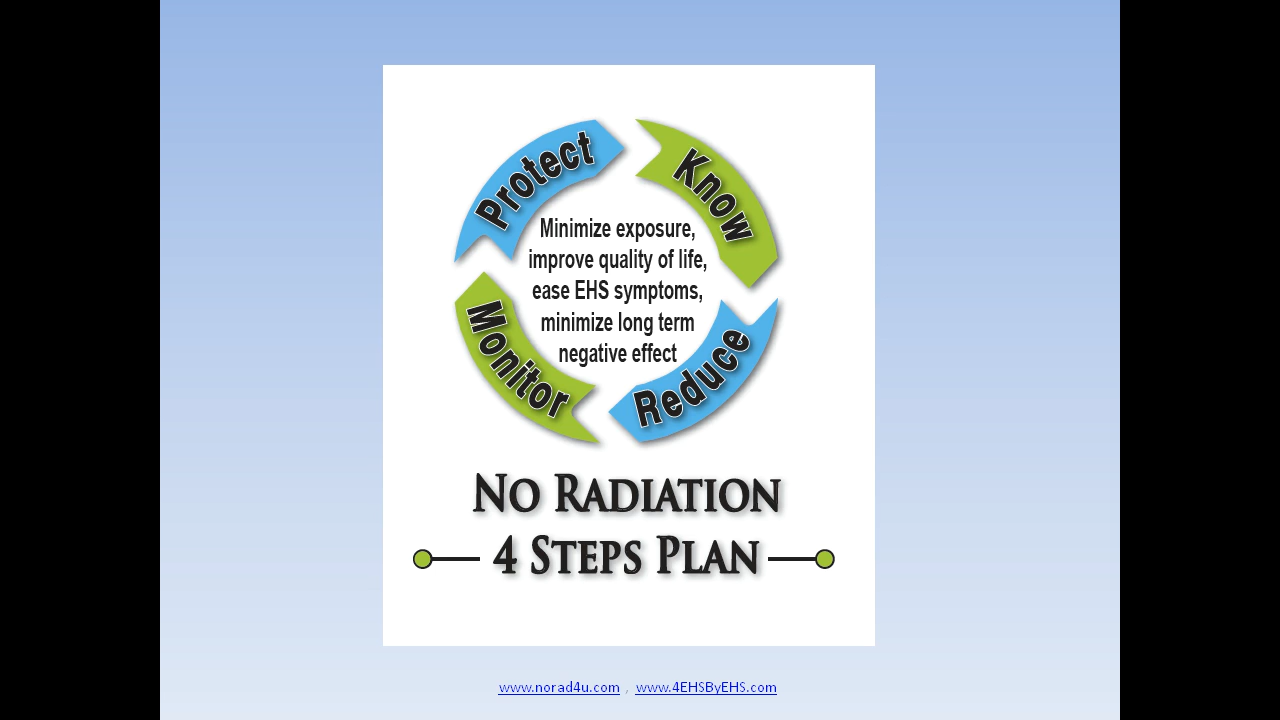 Protect
Know
Minimize exposure,
improve quality of life,
ease EHS symptoms,
minimize long term
negative effect
Monitor
Reduce
No Radiation
4 Steps Plan
www.norad4u.com , www.4EHSByEHS.com